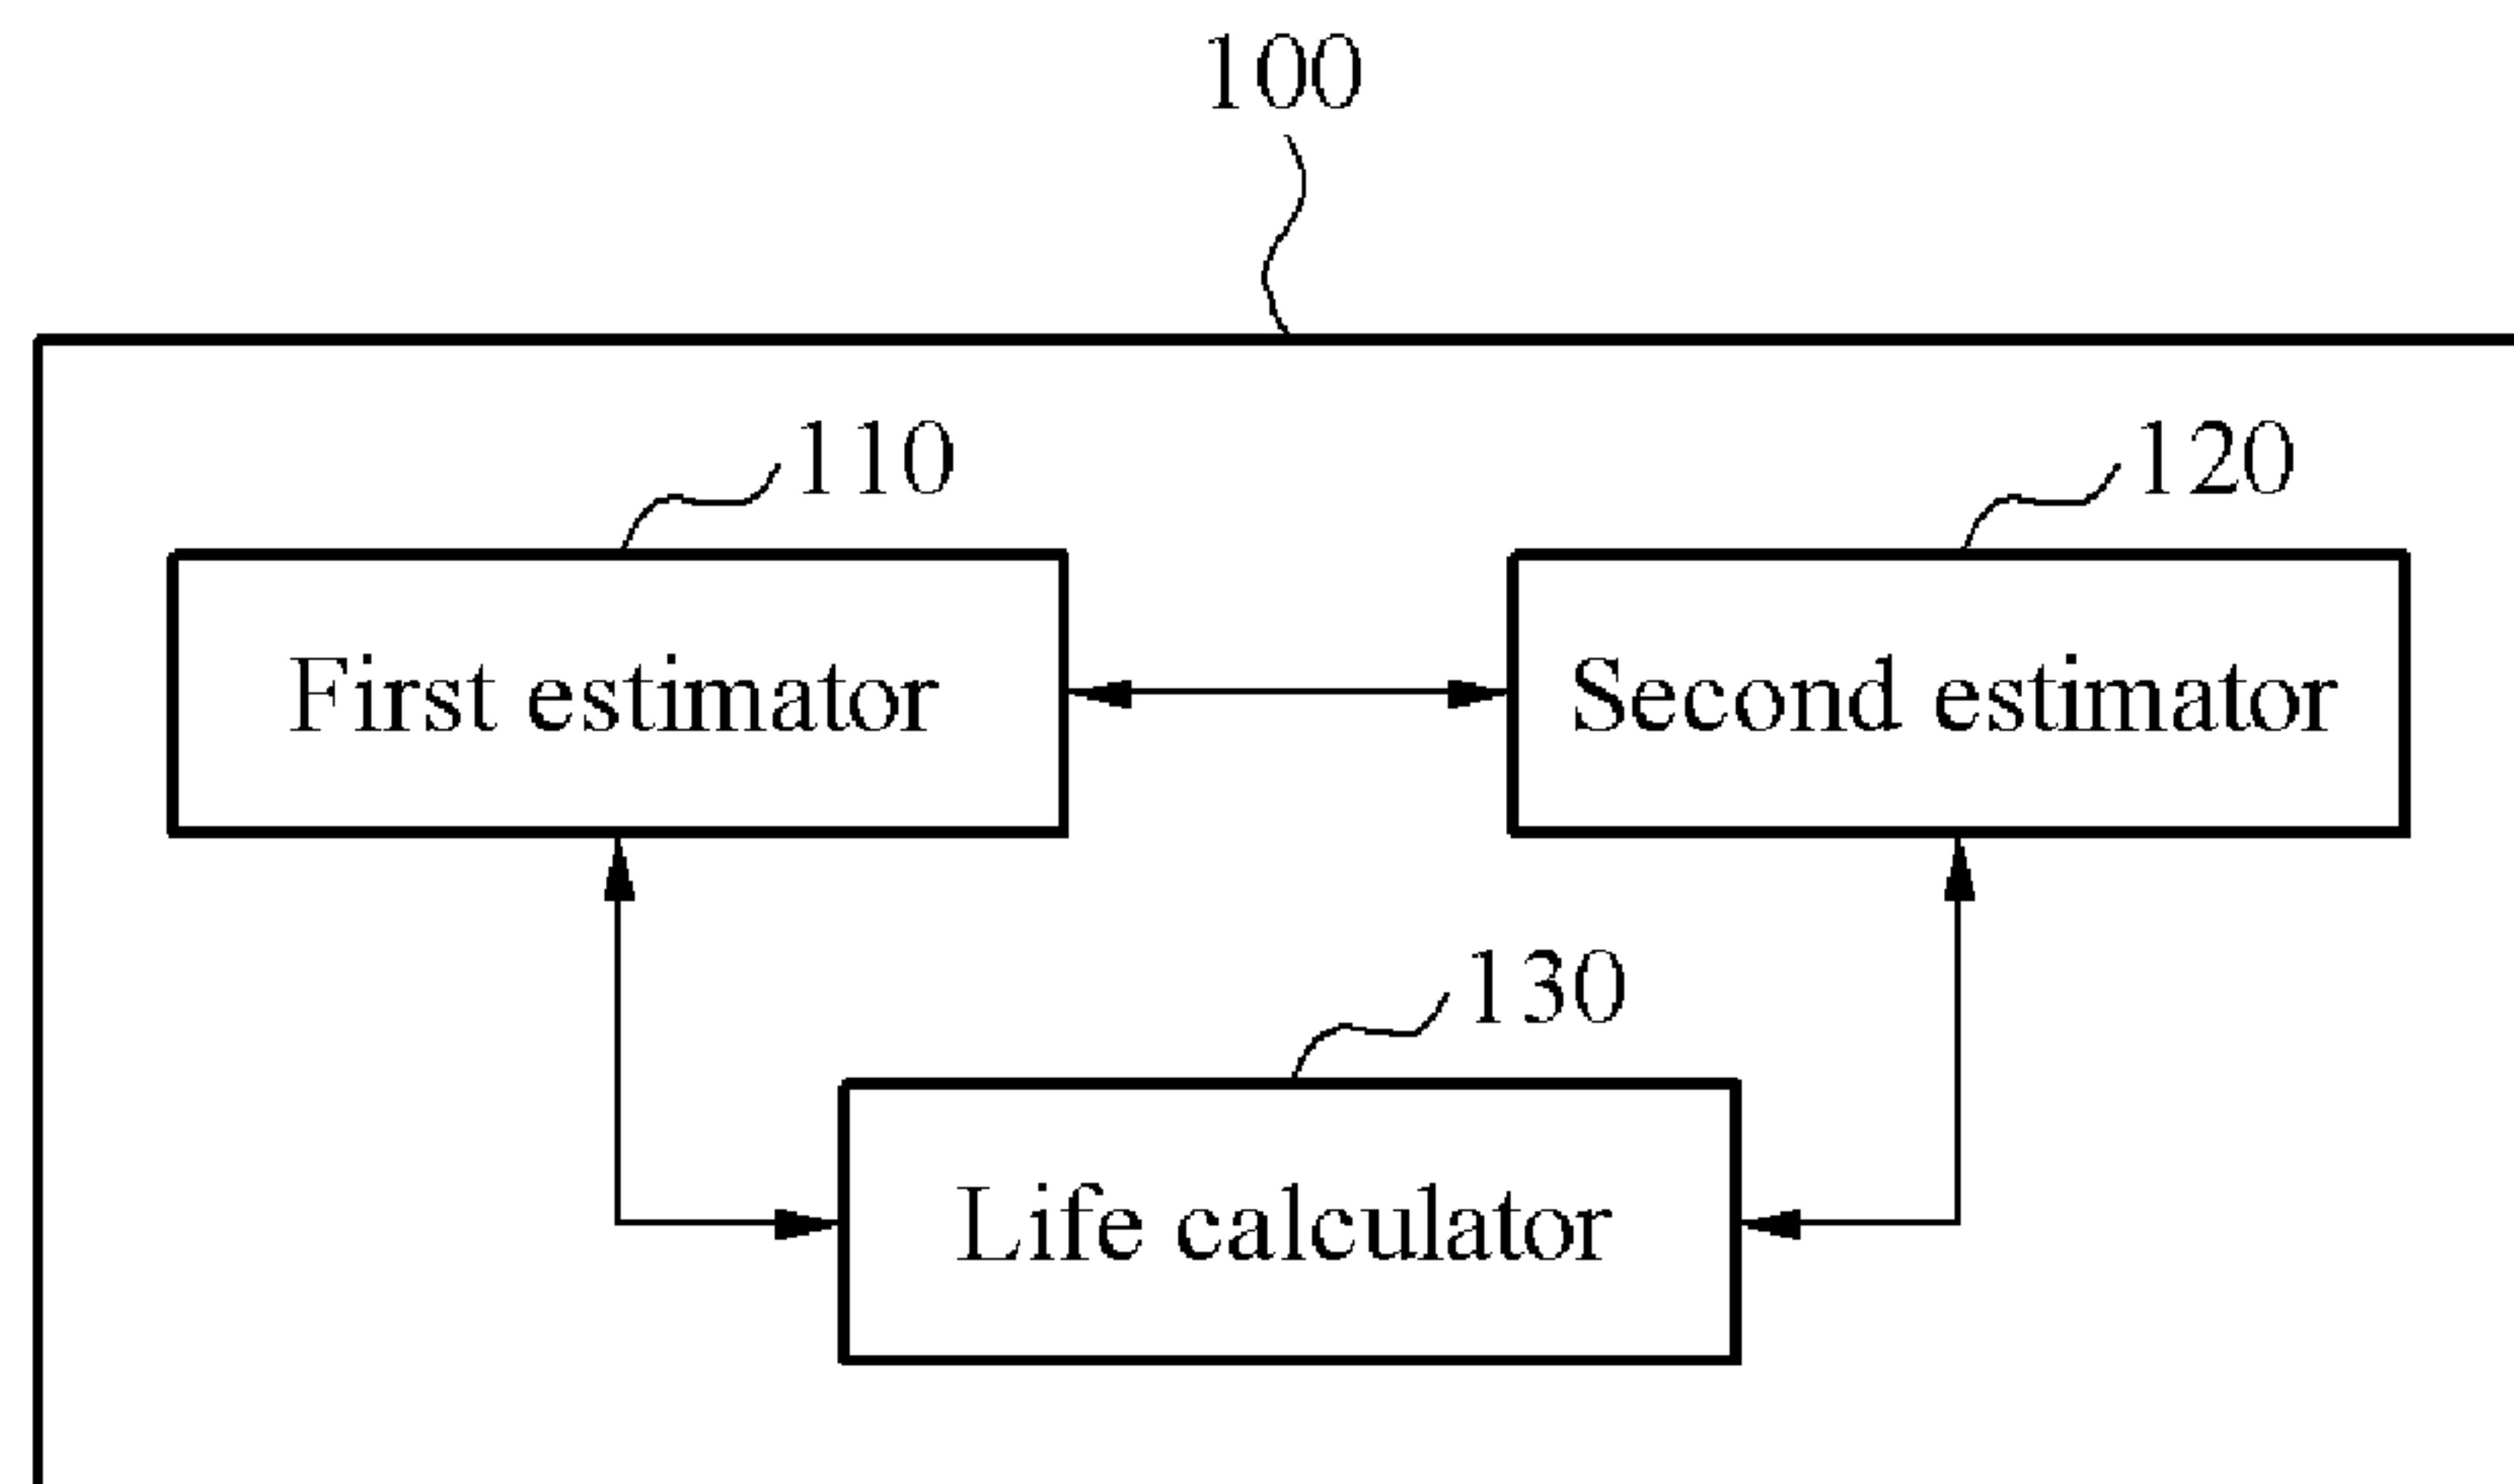 100
110
120
First estimator
Second estimator
130
Life calculator